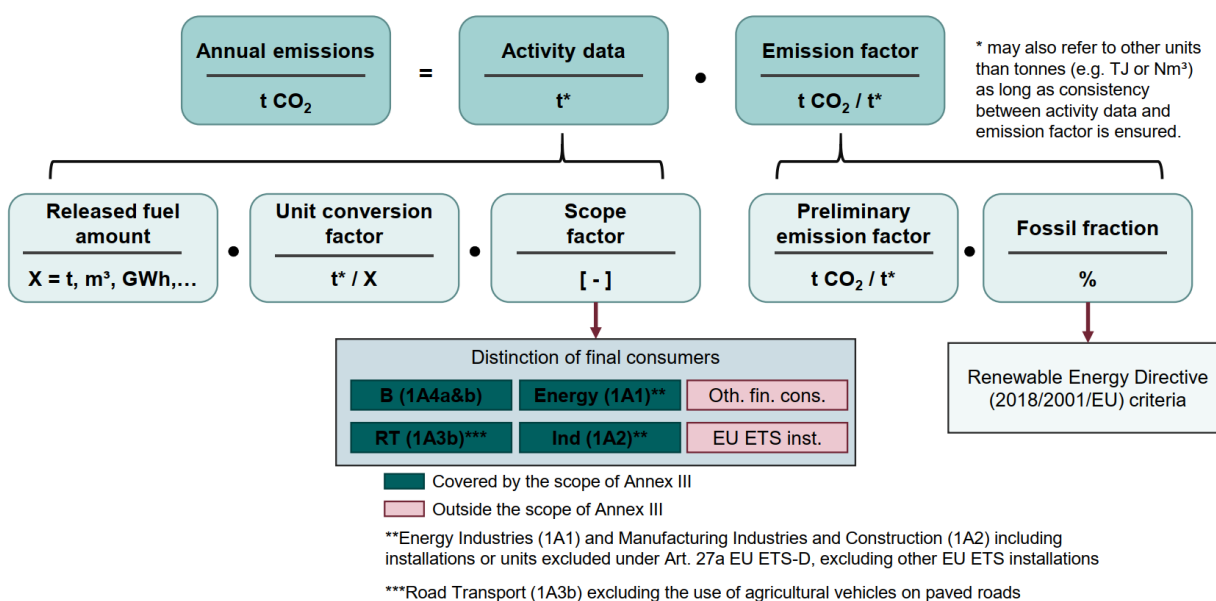 Annual emissions
t CO₂
=
Activity data
t*
•
Emission factor
t CO₂ / t*
* may also refer to other units
than tonnes (e.g. TJ or Nm³)
as long as consistency
between activity data and
emission factor is ensured.
Released fuel
amount
X = t, m³, GWh,…
•
Unit conversion
factor
t* / X
•
Scope
factor
[ - ]
Preliminary
emission factor
t CO₂ / t*
•
Fossil fraction
%
Distinction of final consumers
B (1A4a&b)
Energy (1A1)**
Oth. fin. cons.
RT (1A3b)***
Ind (1A2)**
EU ETS inst.
Renewable Energy Directive
(2018/2001/EU) criteria
Covered by the scope of Annex III
Outside the scope of Annex III
**Energy Industries (1A1) and Manufacturing Industries and Construction (1A2) including
installations or units excluded under Art. 27a EU ETS-D, excluding other EU ETS installations
***Road Transport (1A3b) excluding the use of agricultural vehicles on paved roads